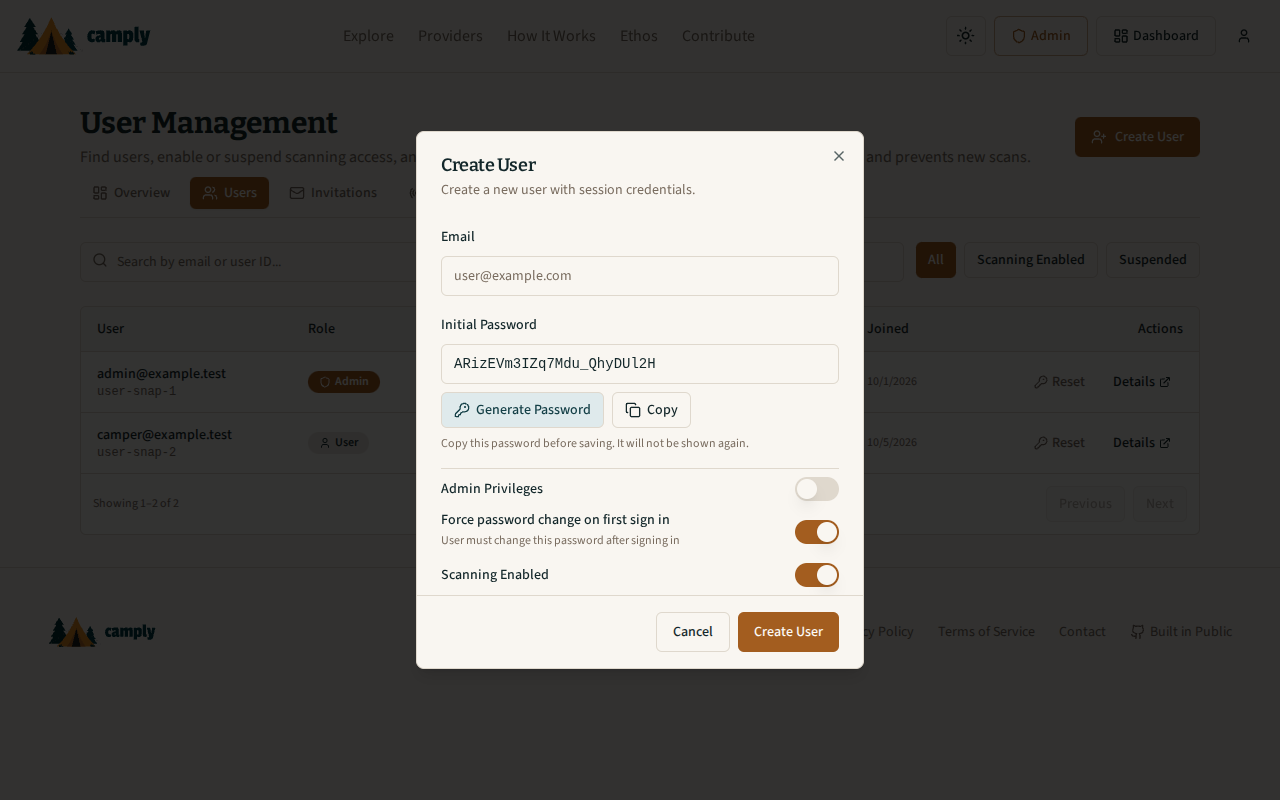 camply
Explore Providers How It Works Ethos Contribute
Admin Dashboard
User Management
Create User
Find users, enable or suspend scanning access, an
and prevents new scans.
Overview Users Invitations
Search by email or user ID...
All Scanning Enabled Suspended
User Role Joined Actions
admin@example.test
user-snap-1
Admin 10/1/2026 Reset Details
camper@example.test
user-snap-2
User 10/5/2026 Reset Details
Showing 1–2 of 2
Previous Next
Create User
Create a new user with session credentials.
Email
user@example.com
Initial Password
ARizEVm3IZq7Mdu_QhyDUl2H
Generate Password Copy
Copy this password before saving. It will not be shown again.
Admin Privileges
Force password change on first sign in
User must change this password after signing in
Scanning Enabled
Cancel Create User
camply
cy Policy Terms of Service Contact Built in Public